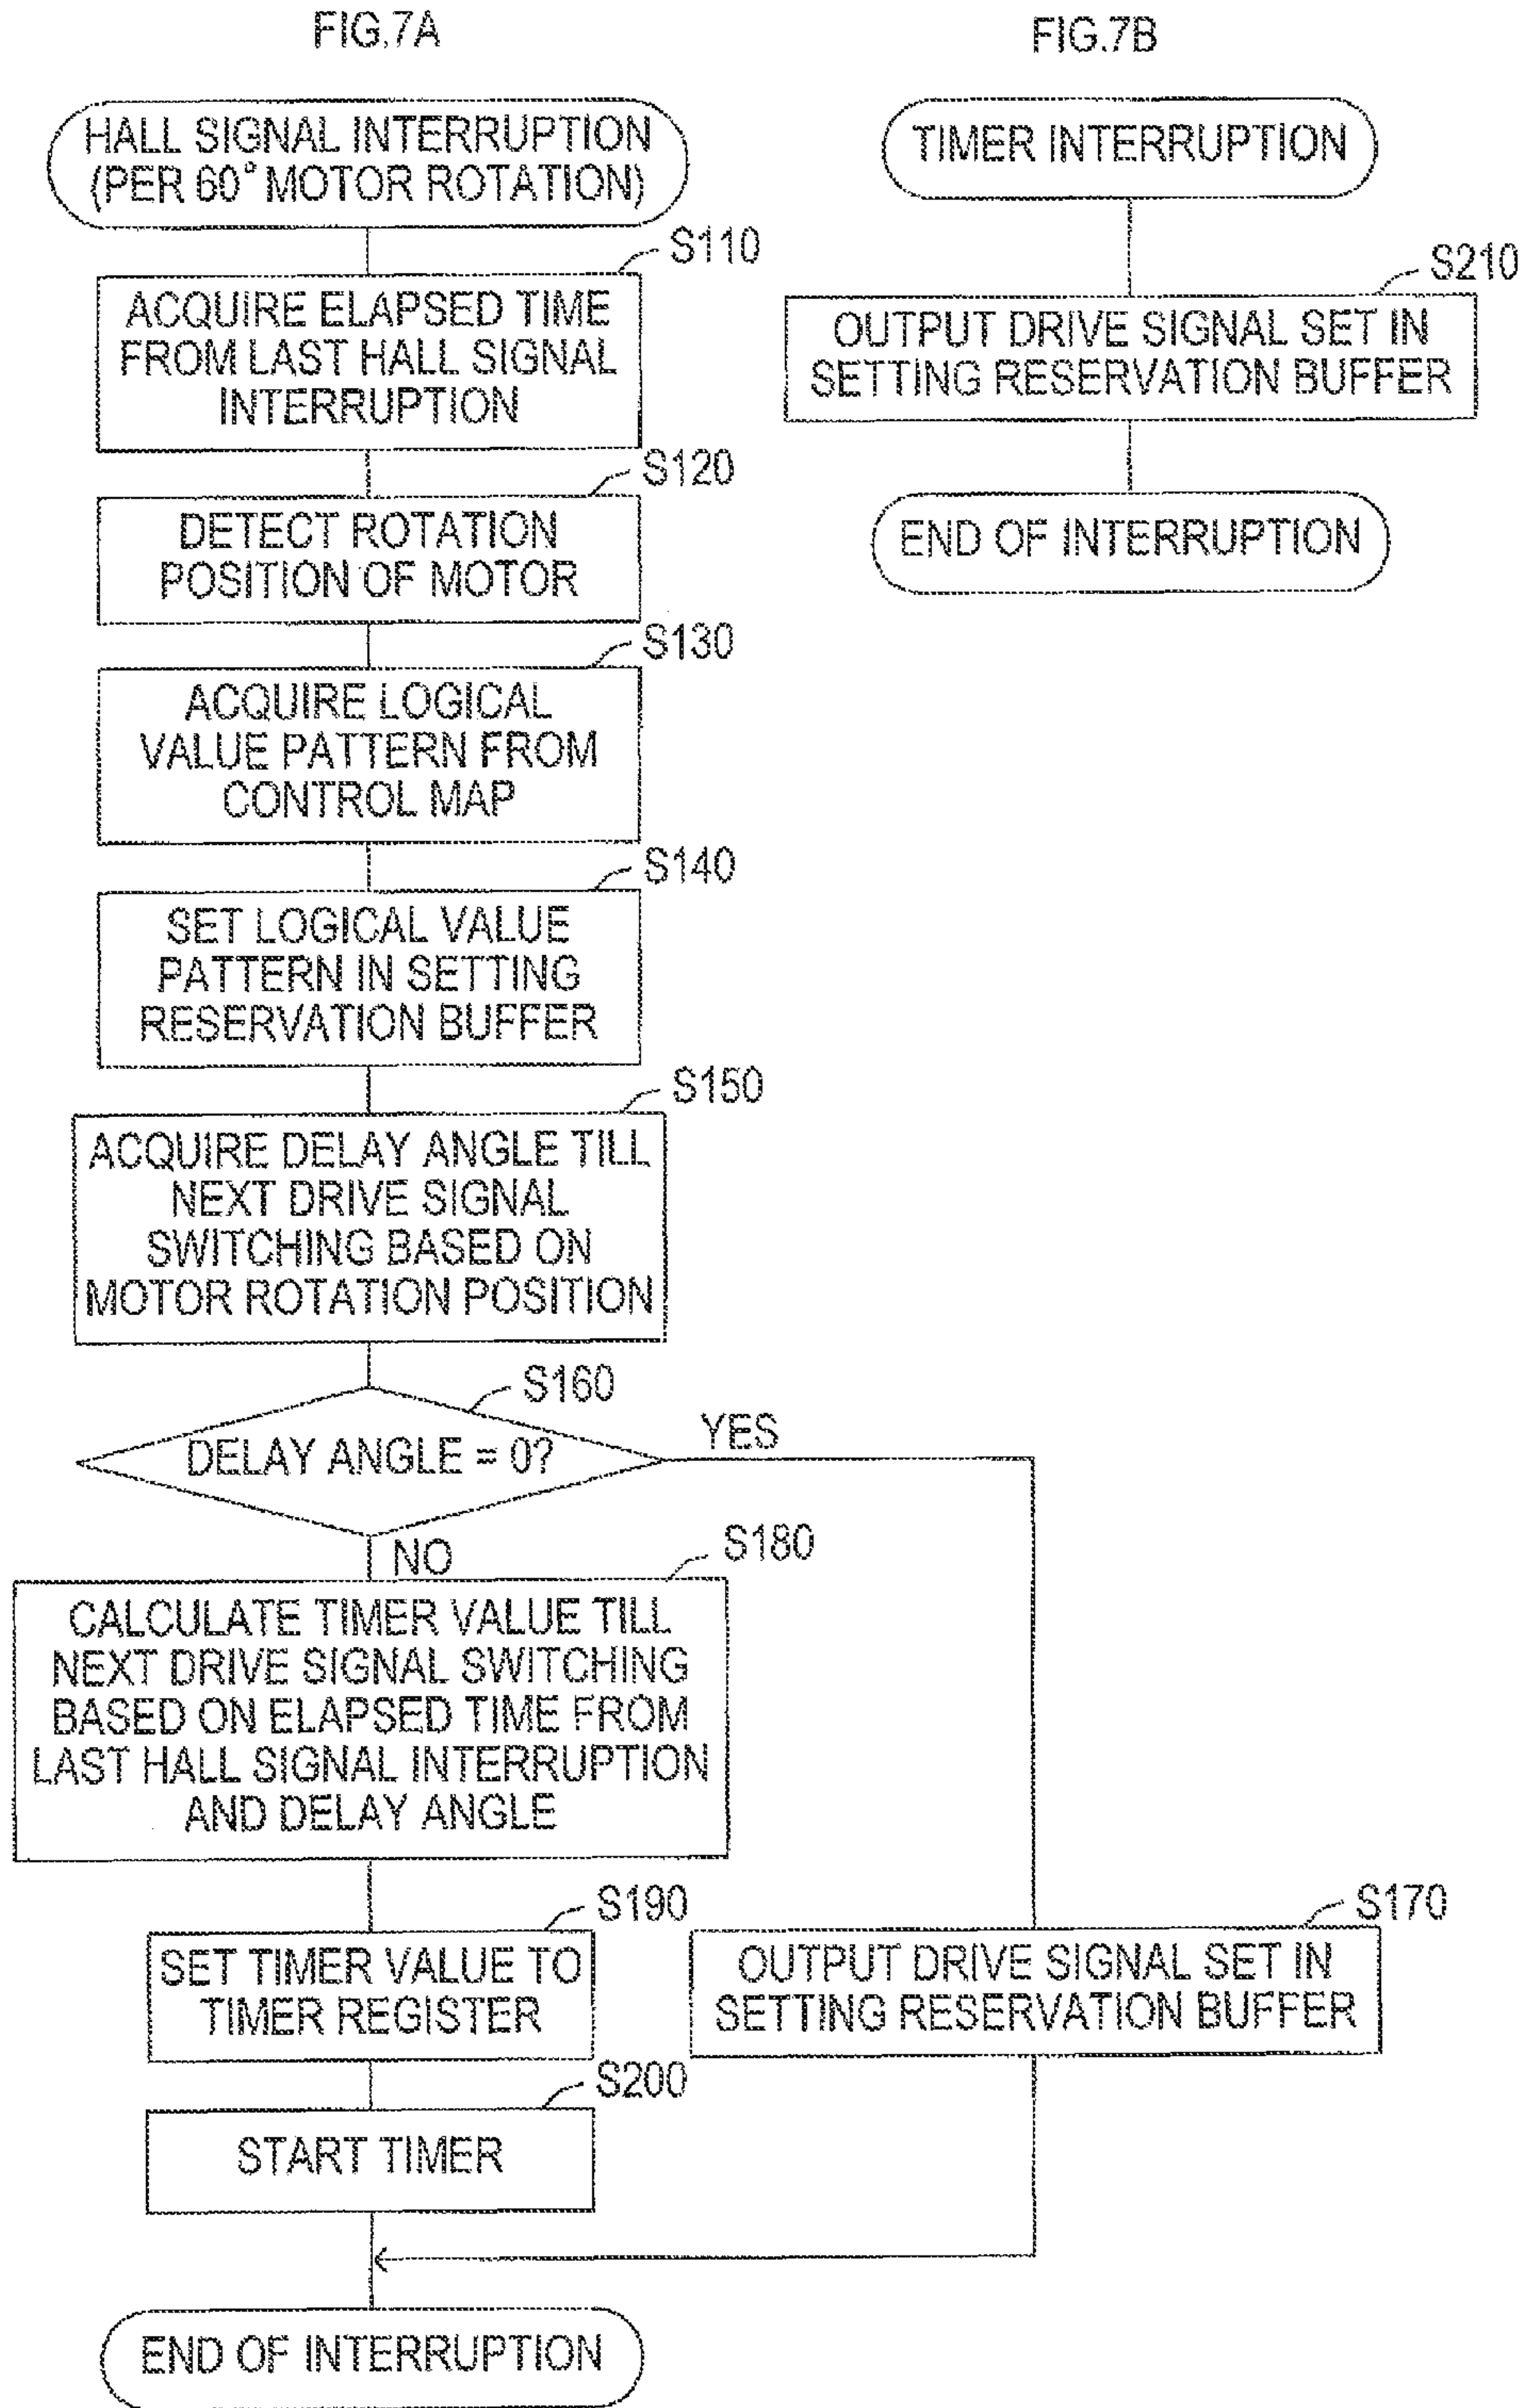 FIG.7A
HALL SIGNAL INTERRUPTION
(PER 60° MOTOR ROTATION)
S110
ACQUIRE ELAPSED TIME
FROM LAST HALL SIGNAL
INTERRUPTION
S120
DETECT ROTATION
POSITION OF MOTOR
S130
ACQUIRE LOGICAL
VALUE PATTERN FROM
CONTROL MAP
S140
SET LOGICAL VALUE
PATTERN IN SETTING
RESERVATION BUFFER
S150
ACQUIRE DELAY ANGLE TILL
NEXT DRIVE SIGNAL
SWITCHING BASED ON
MOTOR ROTATION POSITION
S160
DELAY ANGLE = 0?
YES
NO
S180
CALCULATE TIMER VALUE TILL
NEXT DRIVE SIGNAL SWITCHING
BASED ON ELAPSED TIME FROM
LAST HALL SIGNAL INTERRUPTION
AND DELAY ANGLE
S190
SET TIMER VALUE TO
TIMER REGISTER
S170
OUTPUT DRIVE SIGNAL SET IN
SETTING RESERVATION BUFFER
S200
START TIMER
END OF INTERRUPTION
FIG.7B
TIMER INTERRUPTION
S210
OUTPUT DRIVE SIGNAL SET IN
SETTING RESERVATION BUFFER
END OF INTERRUPTION